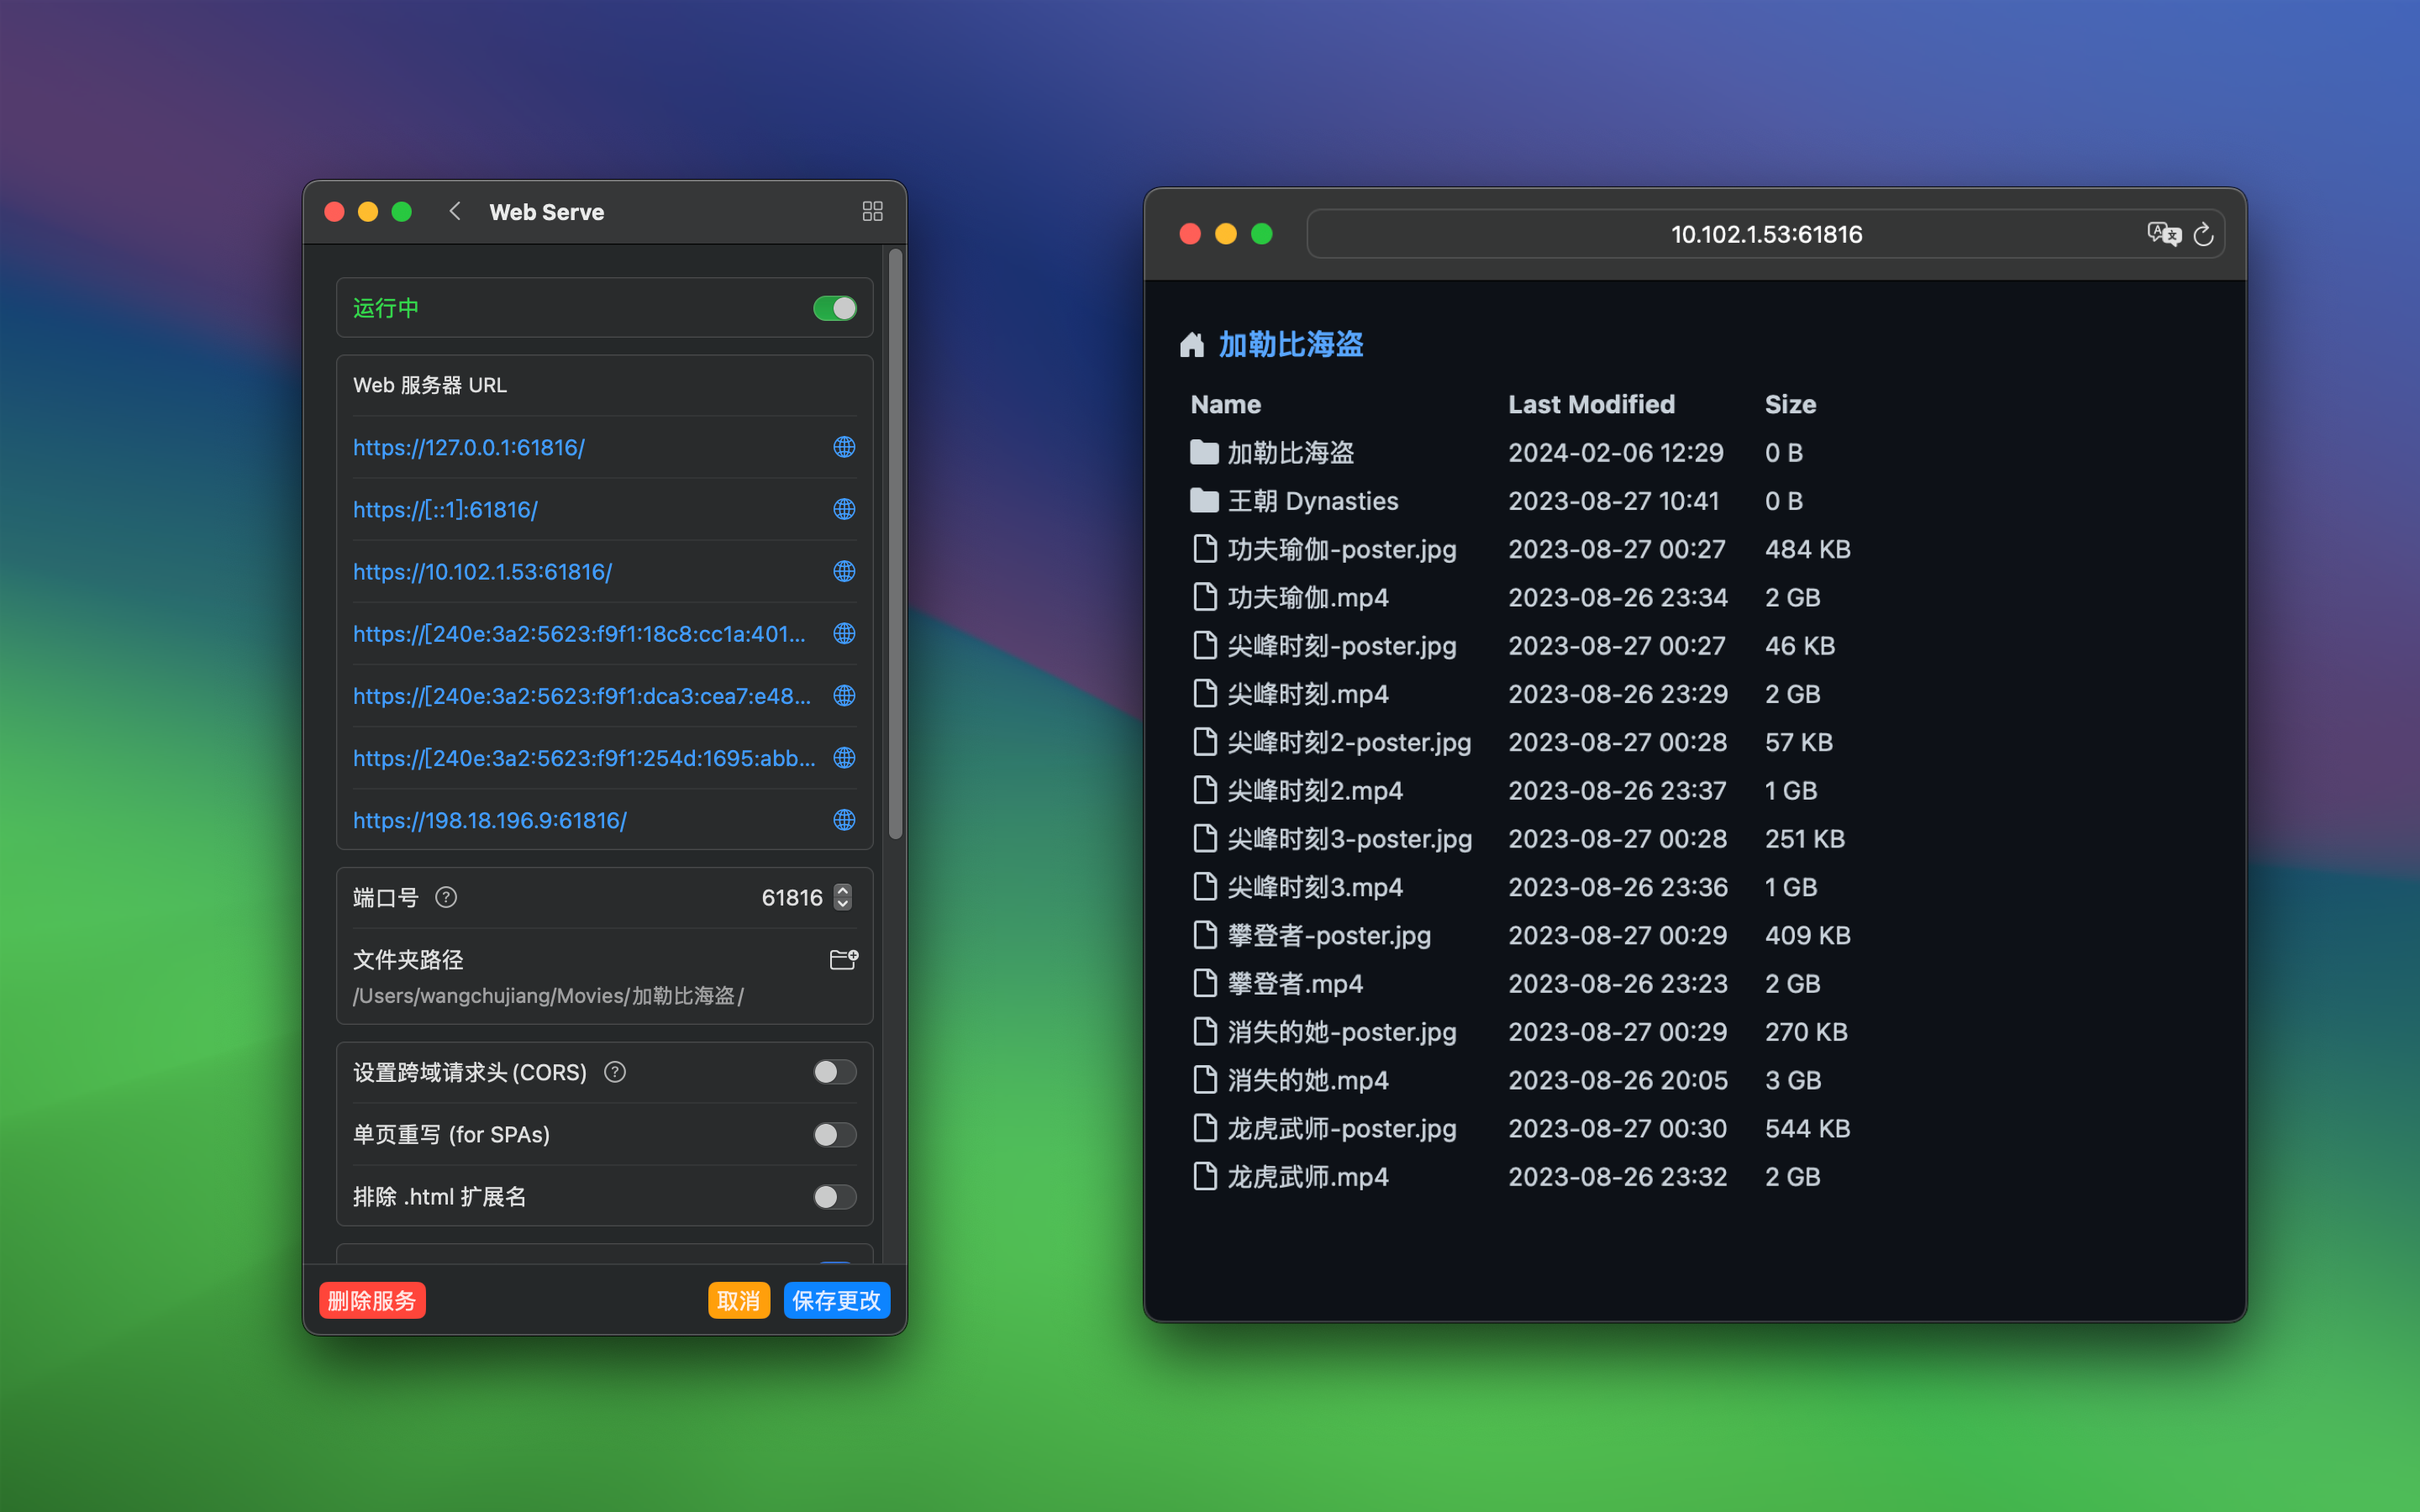 Web Serve
运行中
Web 服务器 URL
https://127.0.0.1:61816/
https://[::1]:61816/
https://10.102.1.53:61816/
https://[240e:3a2:5623:f9f1:18c8:cc1a:401...
https://[240e:3a2:5623:f9f1:dca3:cea7:e48...
https://[240e:3a2:5623:f9f1:254d:1695:abb...
https://198.18.196.9:61816/
端口号 ? 61816
文件夹路径
/Users/wangchujiang/Movies/加勒比海盗/
设置跨域请求头(CORS) ?
单页重写 (for SPAs)
排除 .html 扩展名
删除服务 取消 保存更改
10.102.1.53:61816
加勒比海盗
Name Last Modified Size
加勒比海盗 2024-02-06 12:29 0 B
王朝 Dynasties 2023-08-27 10:41 0 B
功夫瑜伽-poster.jpg 2023-08-27 00:27 484 KB
功夫瑜伽.mp4 2023-08-26 23:34 2 GB
尖峰时刻-poster.jpg 2023-08-27 00:27 46 KB
尖峰时刻.mp4 2023-08-26 23:29 2 GB
尖峰时刻2-poster.jpg 2023-08-27 00:28 57 KB
尖峰时刻2.mp4 2023-08-26 23:37 1 GB
尖峰时刻3-poster.jpg 2023-08-27 00:28 251 KB
尖峰时刻3.mp4 2023-08-26 23:36 1 GB
攀登者-poster.jpg 2023-08-27 00:29 409 KB
攀登者.mp4 2023-08-26 23:23 2 GB
消失的她-poster.jpg 2023-08-27 00:29 270 KB
消失的她.mp4 2023-08-26 20:05 3 GB
龙虎武师-poster.jpg 2023-08-27 00:30 544 KB
龙虎武师.mp4 2023-08-26 23:32 2 GB